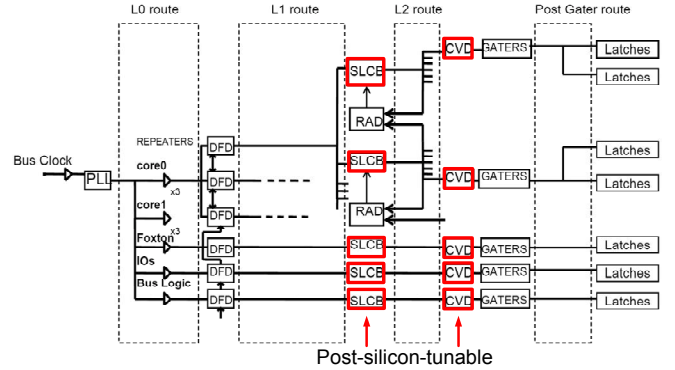 L0 route
L1 route
L2 route
Post Gater route
SLCB
CVD
GATERS
Latches
Latches
RAD
REPEATERS
DFD
Bus Clock
PLL
core0
x3
DFD
SLCB
CVD
GATERS
Latches
Latches
core1
x3
DFD
RAD
Foxton
DFD
SLCB
CVD
GATERS
Latches
IOs
DFD
SLCB
CVD
GATERS
Latches
Bus Logic
DFD
SLCB
CVD
GATERS
Latches
Post-silicon-tunable